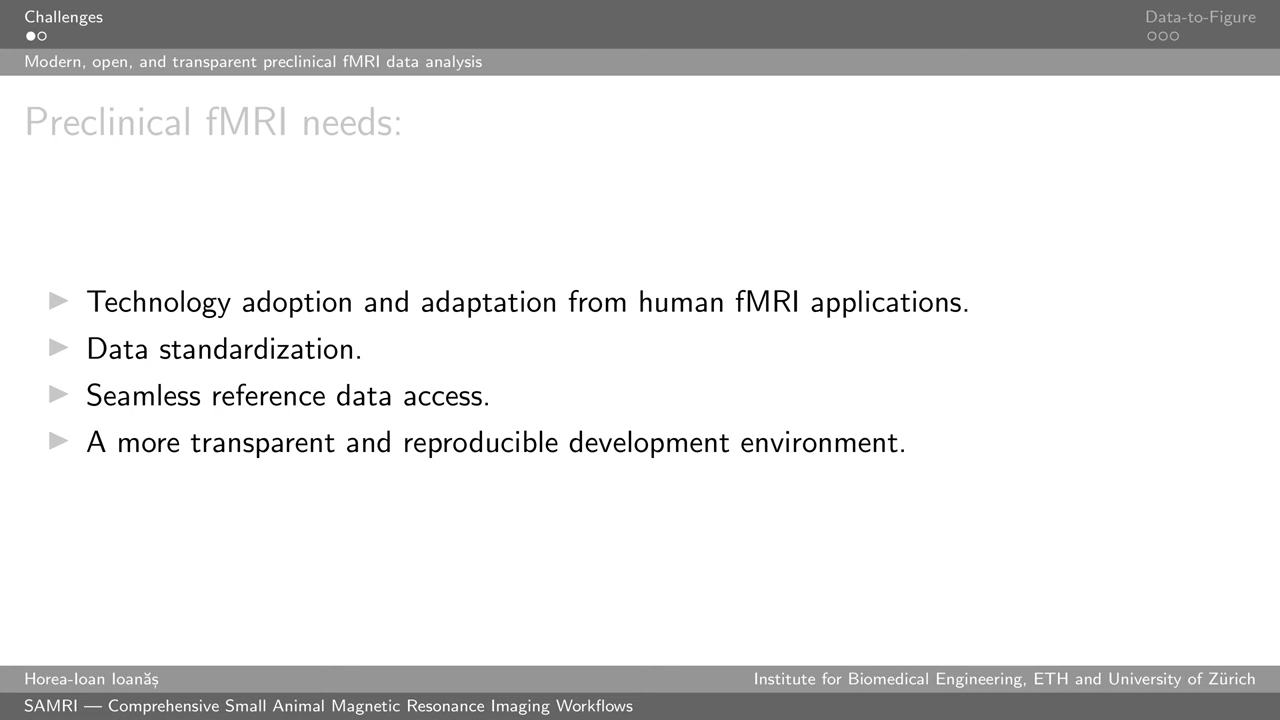 Challenges
Data-to-Figure
Modern, open, and transparent preclinical fMRI data analysis
Preclinical fMRI needs:
Technology adoption and adaptation from human fMRI applications.
Data standardization.
Seamless reference data access.
A more transparent and reproducible development environment.
Horea-Ioan Ioanăș
Institute for Biomedical Engineering, ETH and University of Zürich
SAMRI — Comprehensive Small Animal Magnetic Resonance Imaging Workflows